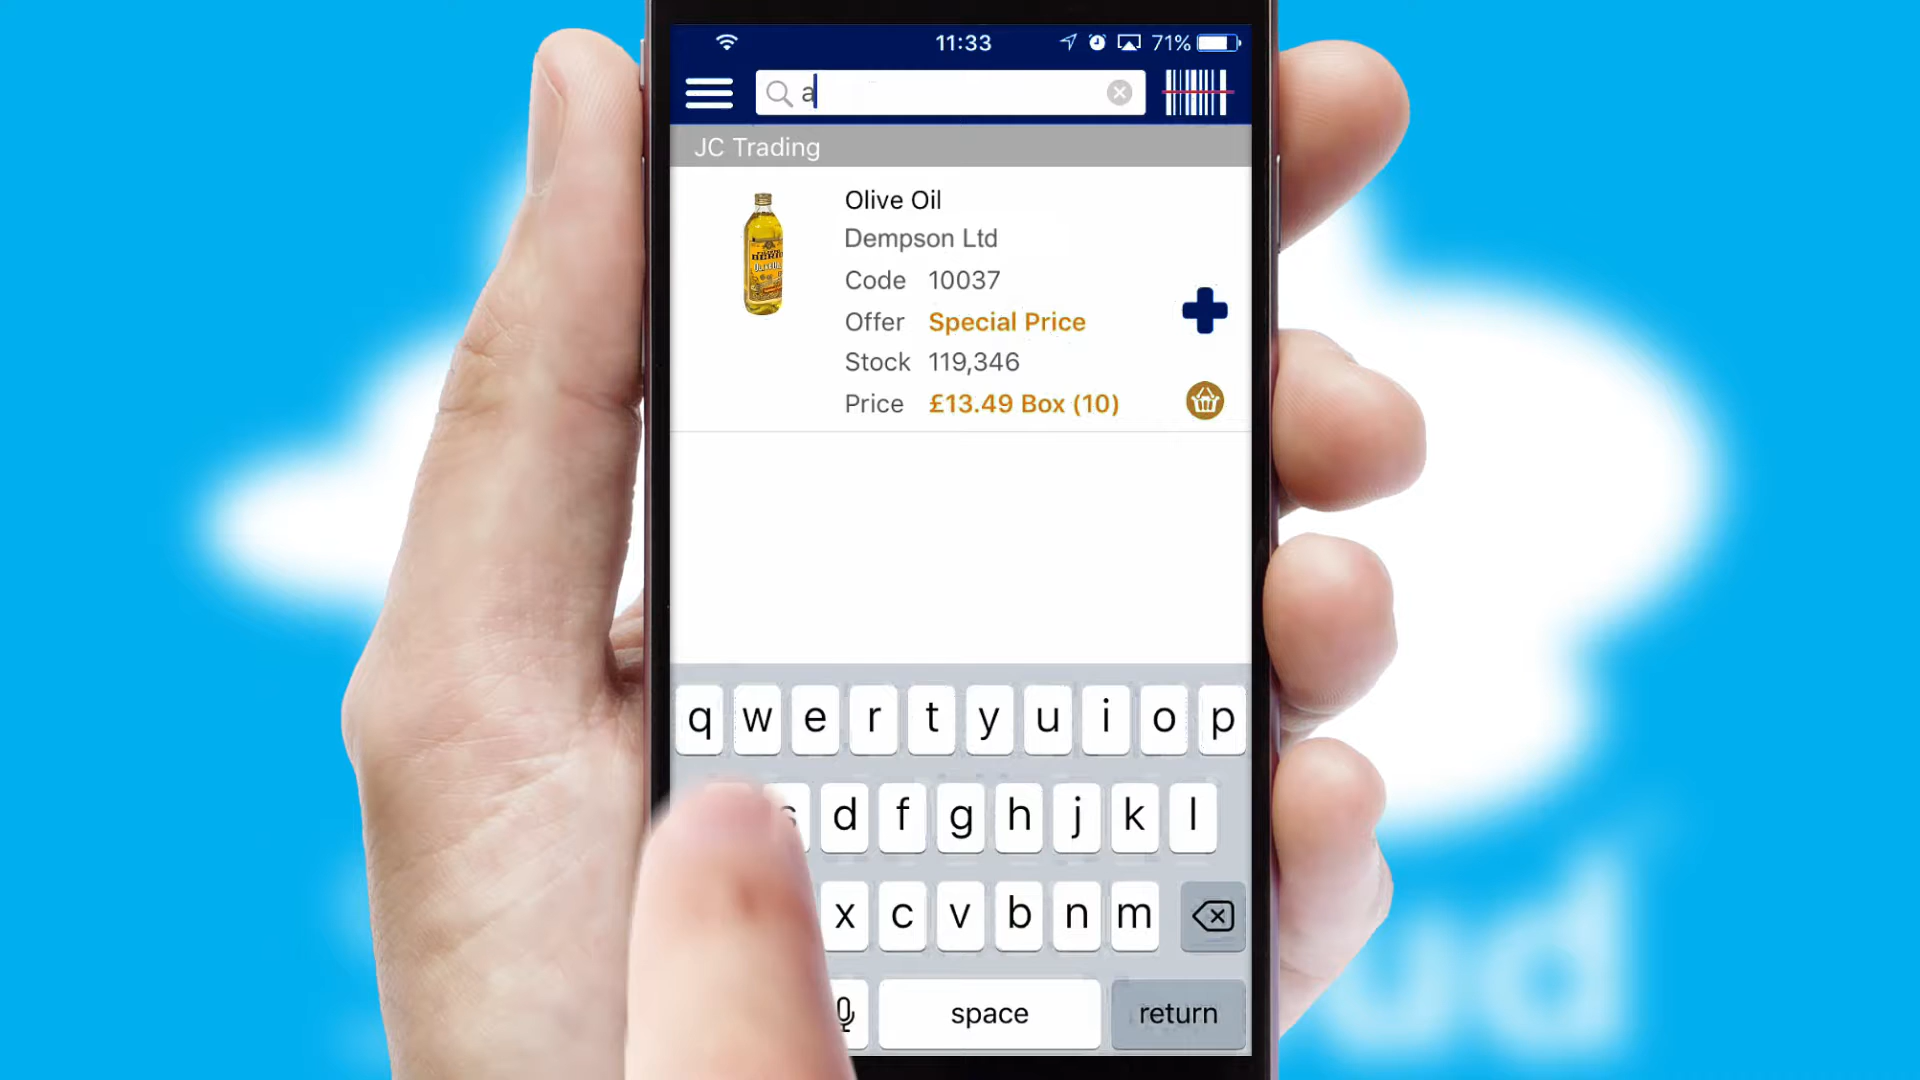 11:33 71%
a
JC Trading
Olive Oil
Dempson Ltd
Code 10037
Offer Special Price
Stock 119,346
Price £13.49 Box (10)
q w e r t y u i o p
s d f g h j k l
x c v b n m
space return
ud